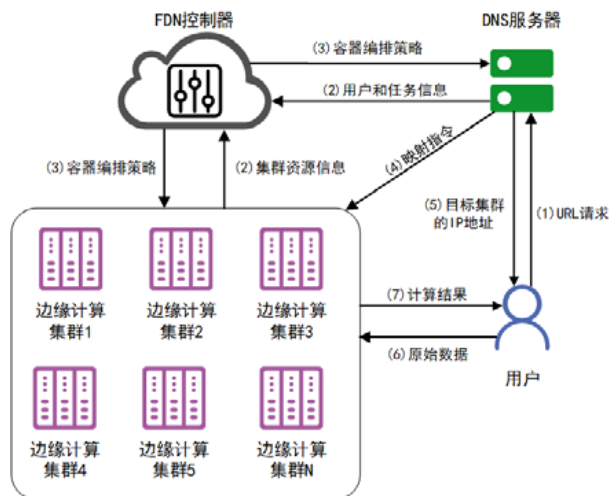 FDN控制器
DNS服务器
(3)容器编排策略
(2)用户和任务信息
(3)容器编排策略
(2)集群资源信息
(4)映射指令
(5)目标集群
的IP地址
(1)URL请求
边缘计算
集群1
边缘计算
集群2
边缘计算
集群3
(7)计算结果
(6)原始数据
用户
边缘计算
集群4
边缘计算
集群5
边缘计算
集群N